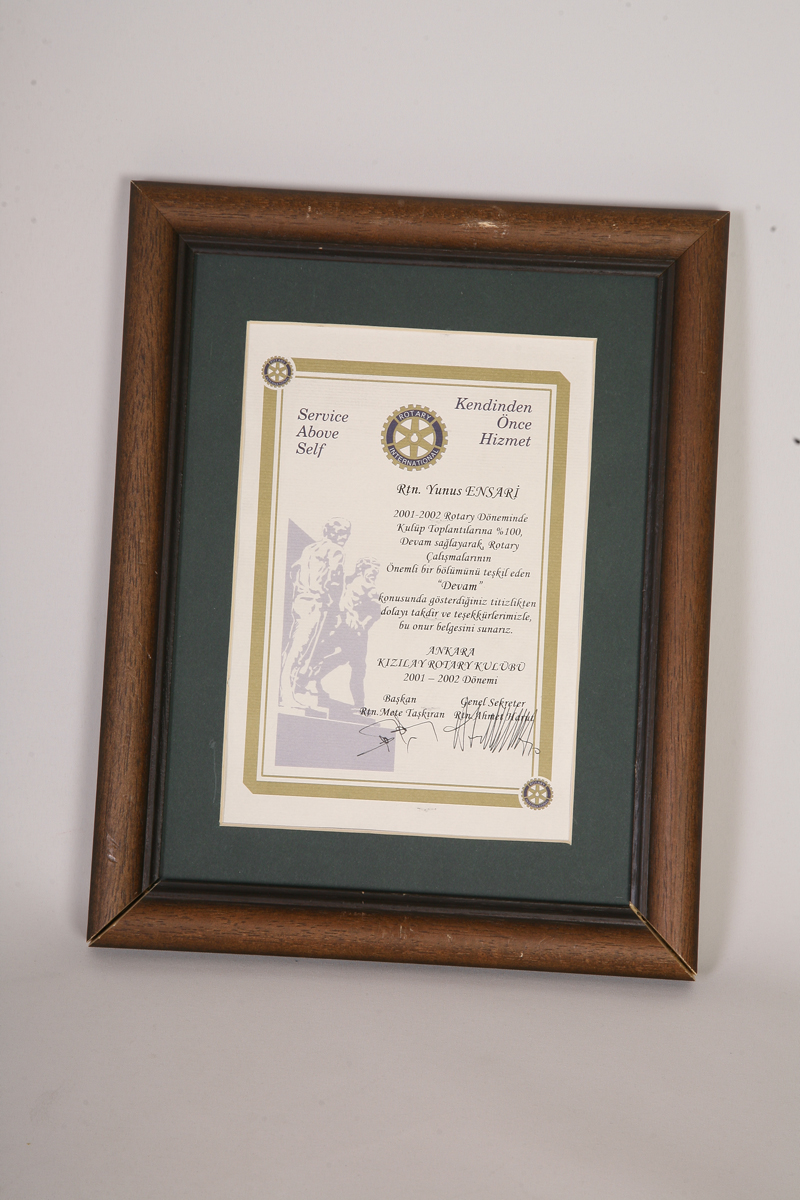 Service
Above
Self
ROTARY
INTERNATIONAL
Kendinden
Önce
Hizmet
Rtn. Yunus ENSARİ
2001-2002 Rotary Döneminde
Kulüp Toplantılarına %100,
Devam sağlayarak, Rotary
Çalışmalarının
Önemli bir bölümünü teşkil eden
“Devam”
konusunda gösterdiğiniz titizlikten
dolayı takdir ve teşekkürlerimizle,
bu onur belgesini sunarız.
ANKARA
KIZILAY ROTARY KULÜBÜ
2001 – 2002 Dönemi
Başkan Genel Sekreter
Rtn.Mete Taşkıran Rtn. Ahmet